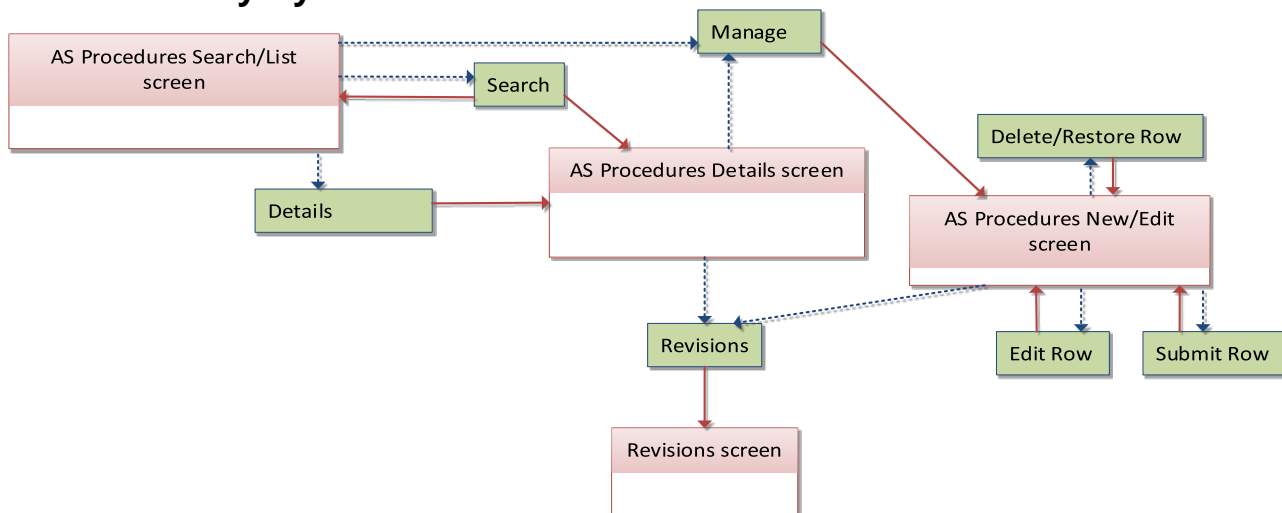 Manage
AS Procedures Search/List
screen
Search
Delete/Restore Row
AS Procedures Details screen
Details
AS Procedures New/Edit
screen
Revisions
Edit Row
Submit Row
Revisions screen